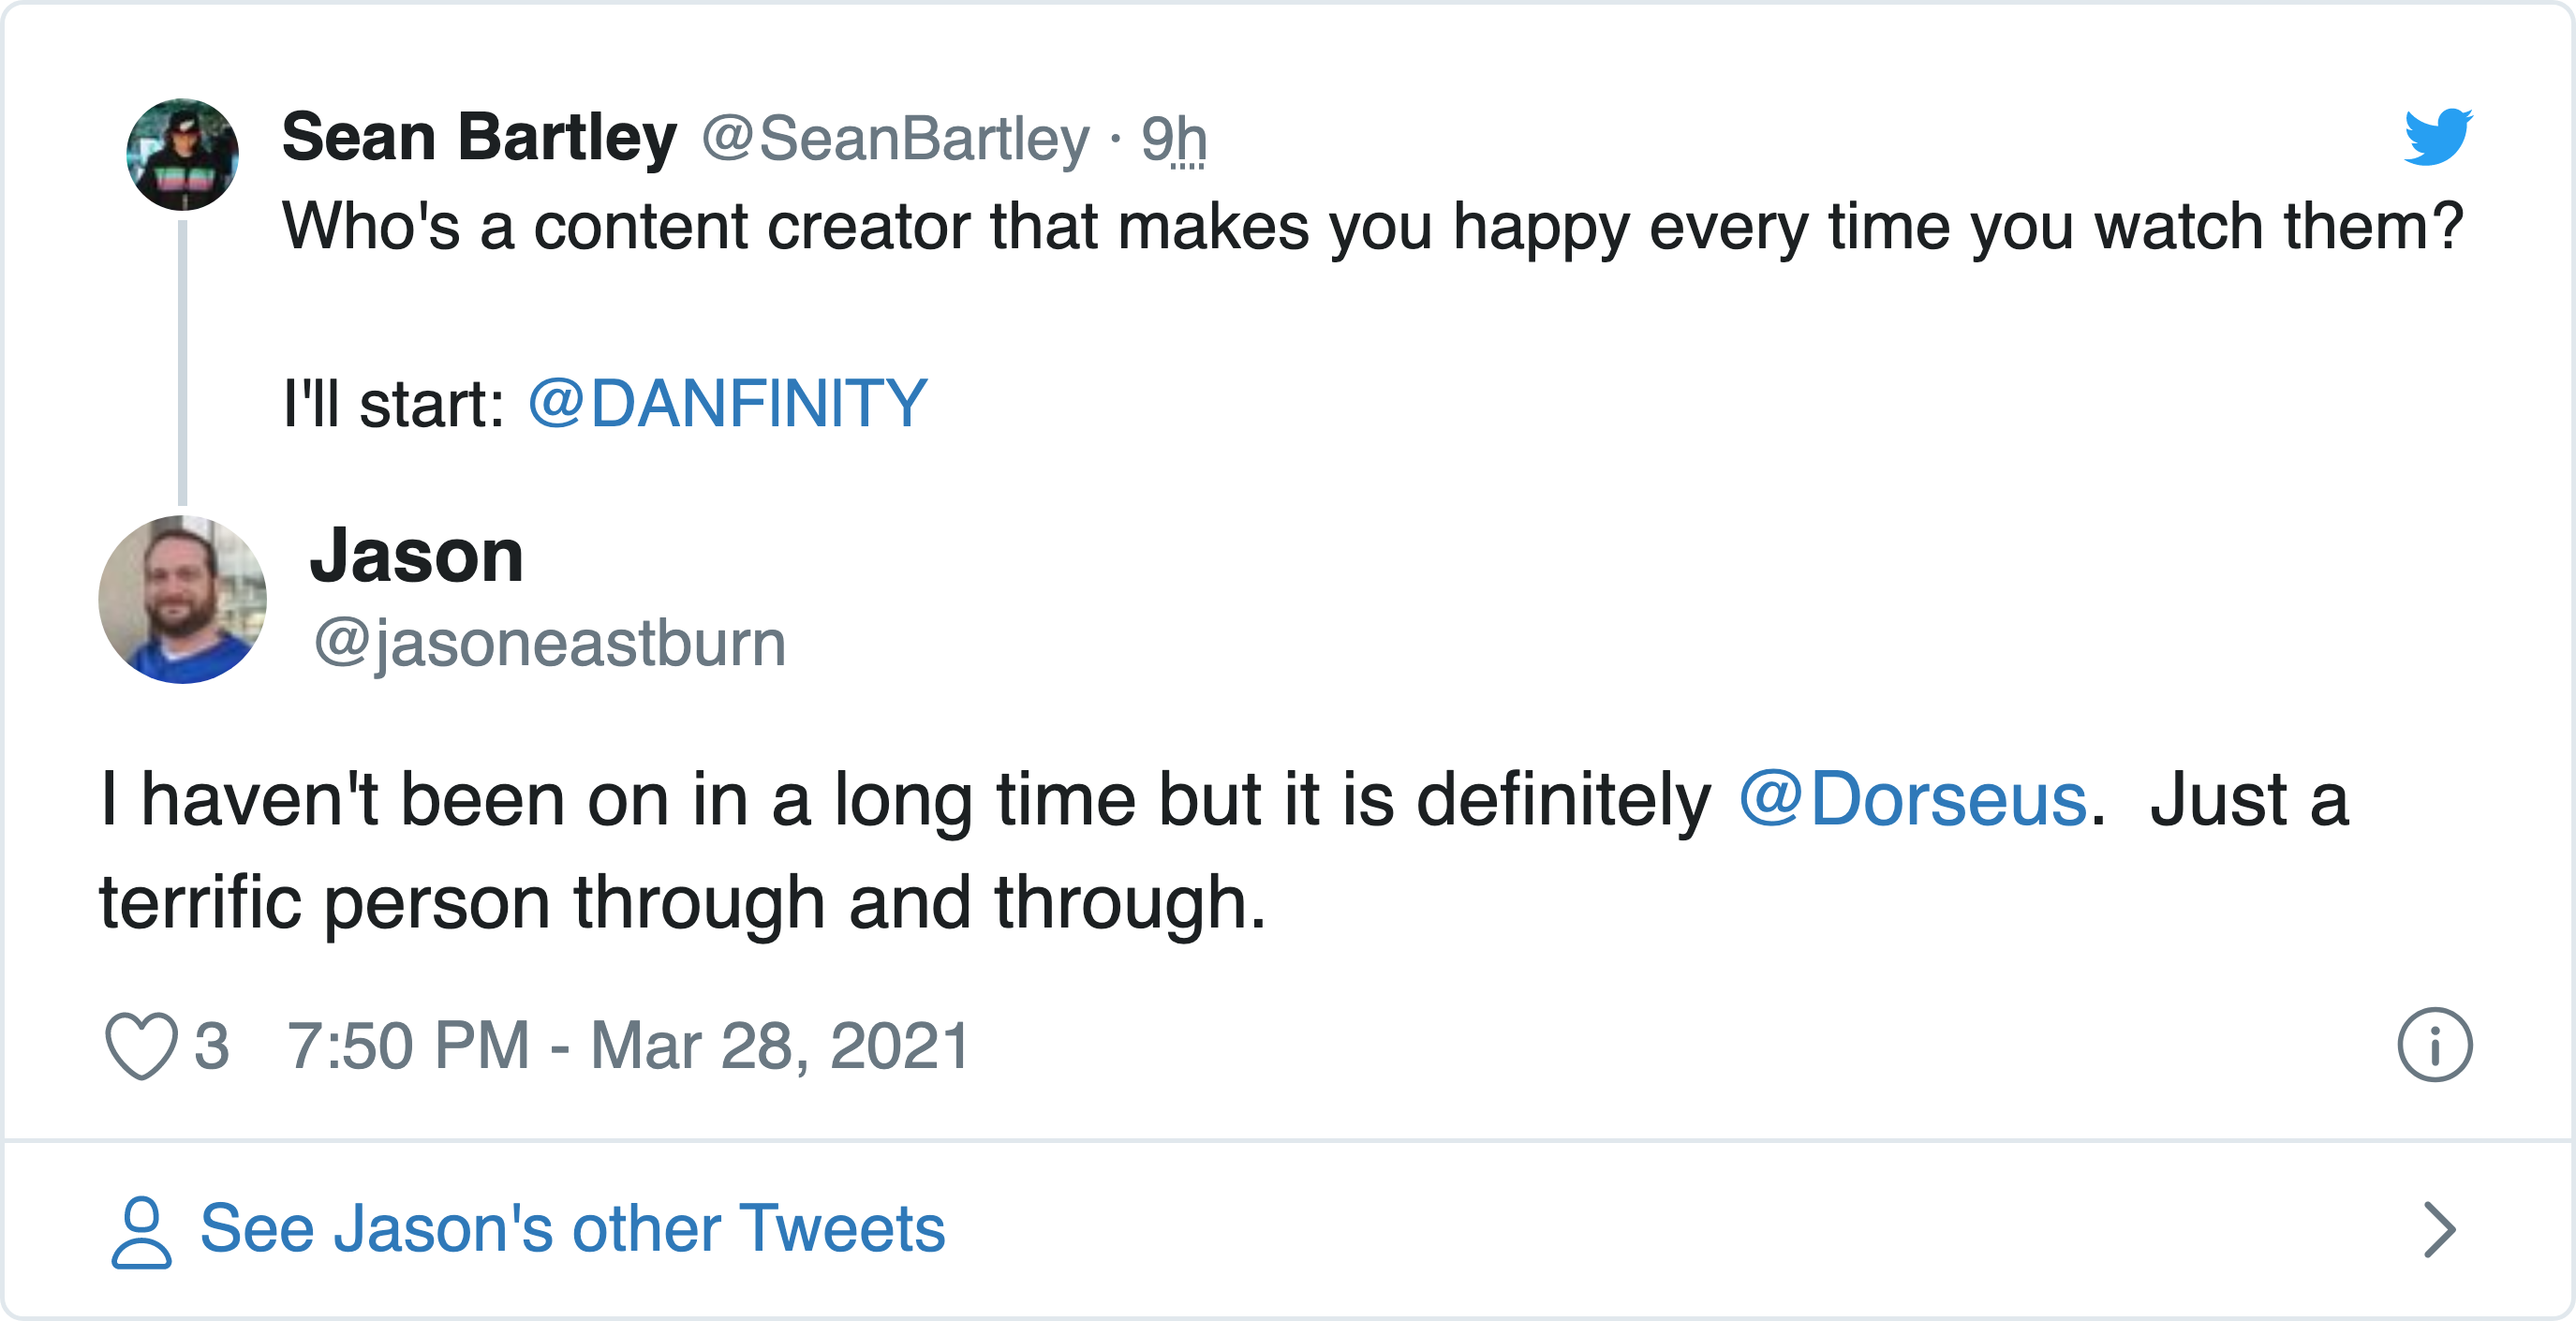 Sean Bartley @SeanBartley · 9h
Who's a content creator that makes you happy every time you watch them?
I'll start: @DANFINITY
Jason
@jasoneastburn
I haven't been on in a long time but it is definitely @Dorseus.  Just a
terrific person through and through.
3 7:50 PM - Mar 28, 2021
See Jason's other Tweets